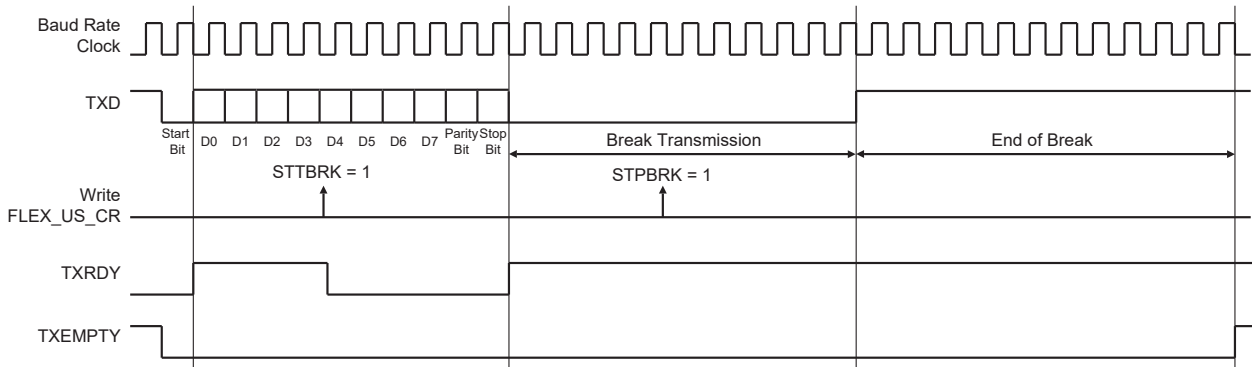 Baud Rate
Clock
TXD
Start
Bit
D0 D1 D2 D3 D4 D5 D6 D7
Parity
Bit
Stop
Bit
Break Transmission
End of Break
STTBRK = 1
STPBRK = 1
Write
FLEX_US_CR
TXRDY
TXEMPTY